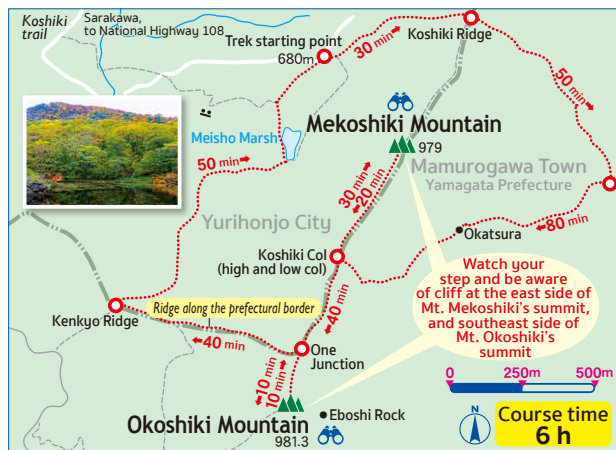 Koshiki
trail
Sarakawa,
to National Highway 108
Trek starting point
680m
30 min
Koshiki Ridge
50 min
Meisho Marsh
Mekoshiki Mountain
979
Mamurogawa Town
Yamagata Prefecture
50 min
30 min
20 min
Yurihonjo City
Okatsura
80 min
Koshiki Col
(high and low col)
Watch your
step and be aware
of cliff at the east side of
Mt. Mekoshiki's summit,
and southeast side of
Mt. Okoshiki's
summit
Ridge along the prefectural border
Kenkyo Ridge
40 min
40 min
One
Junction
10 min
10 min
Okoshiki Mountain
981.3
Eboshi Rock
0 250m 500m
N
Course time
6 h